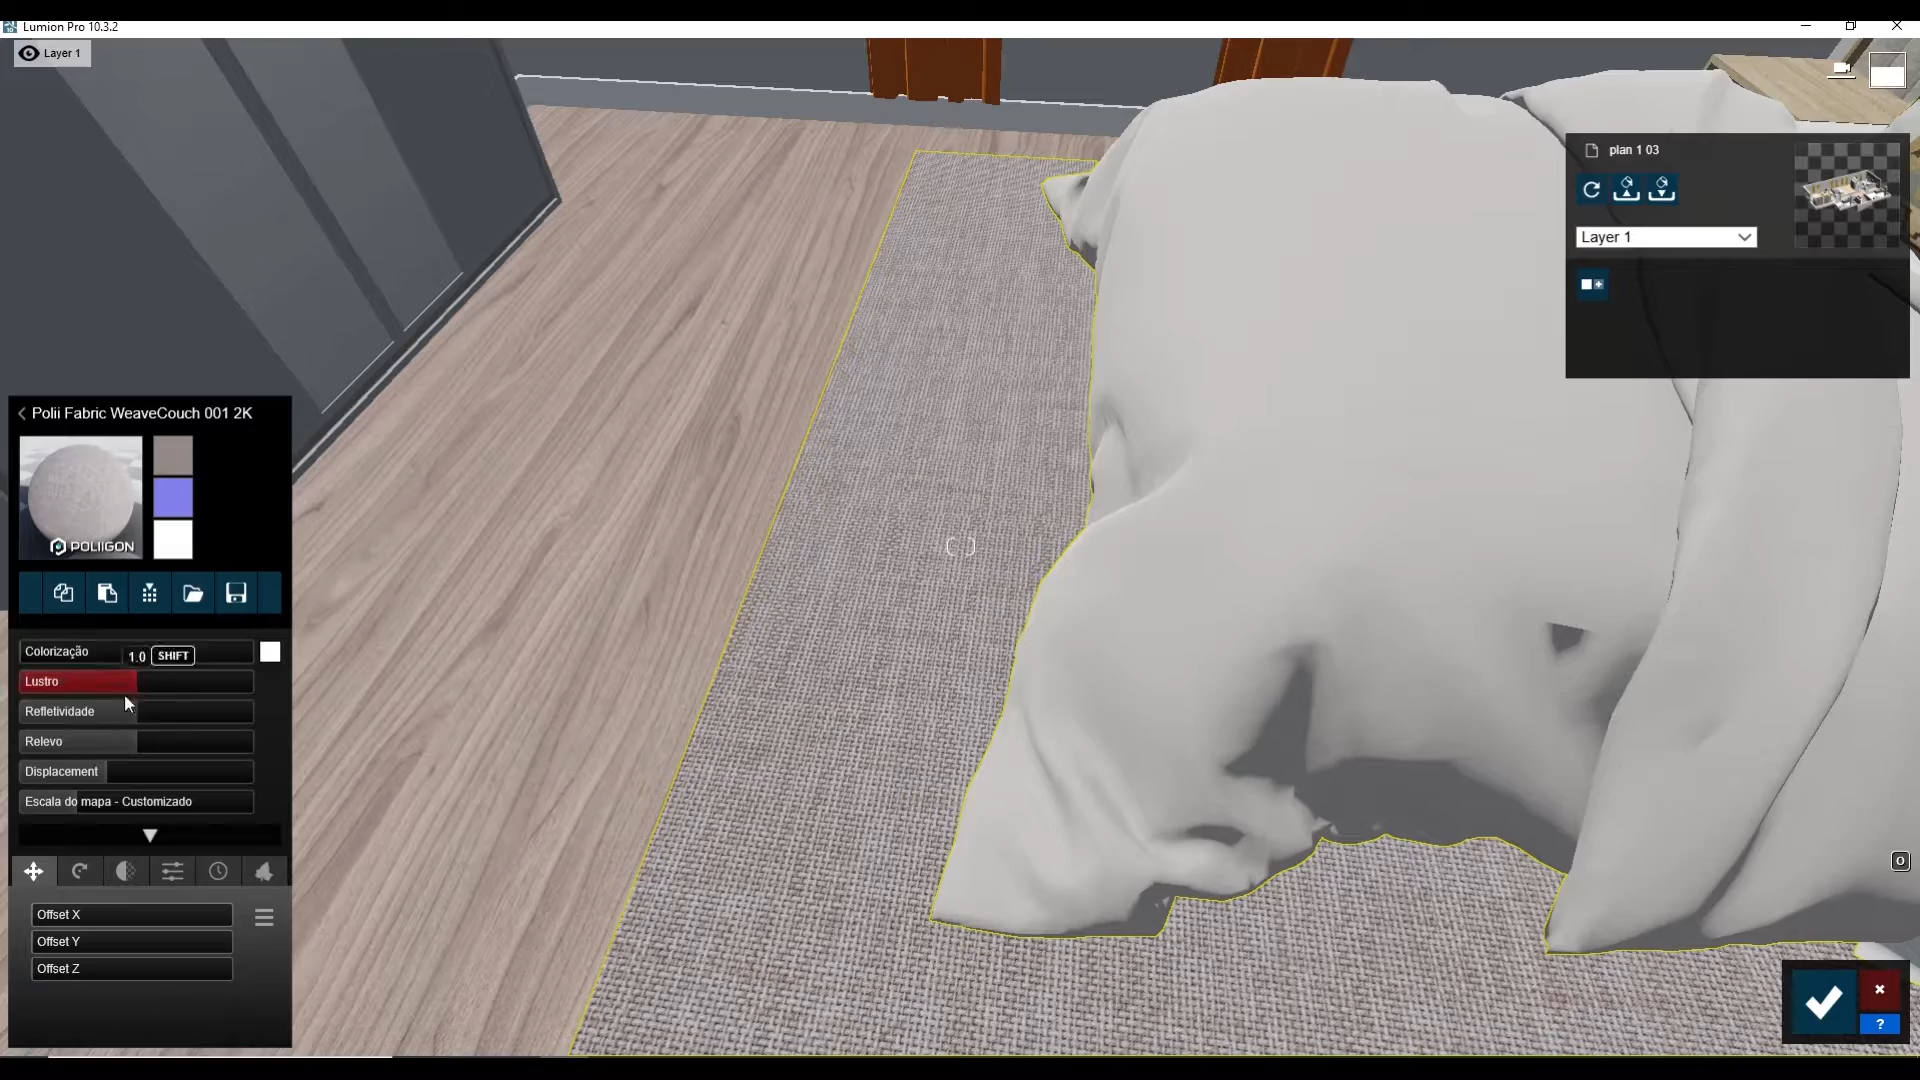 Lumion Pro 10.3.2
Layer 1
plan 1 03
Layer 1
Polii Fabric WeaveCouch 001 2K
POLIIGON
Colorização
1.0 SHIFT
Lustro
Refletividade
Relevo
Displacement
Escala do mapa - Customizado
Offset X
Offset Y
Offset Z
O
?